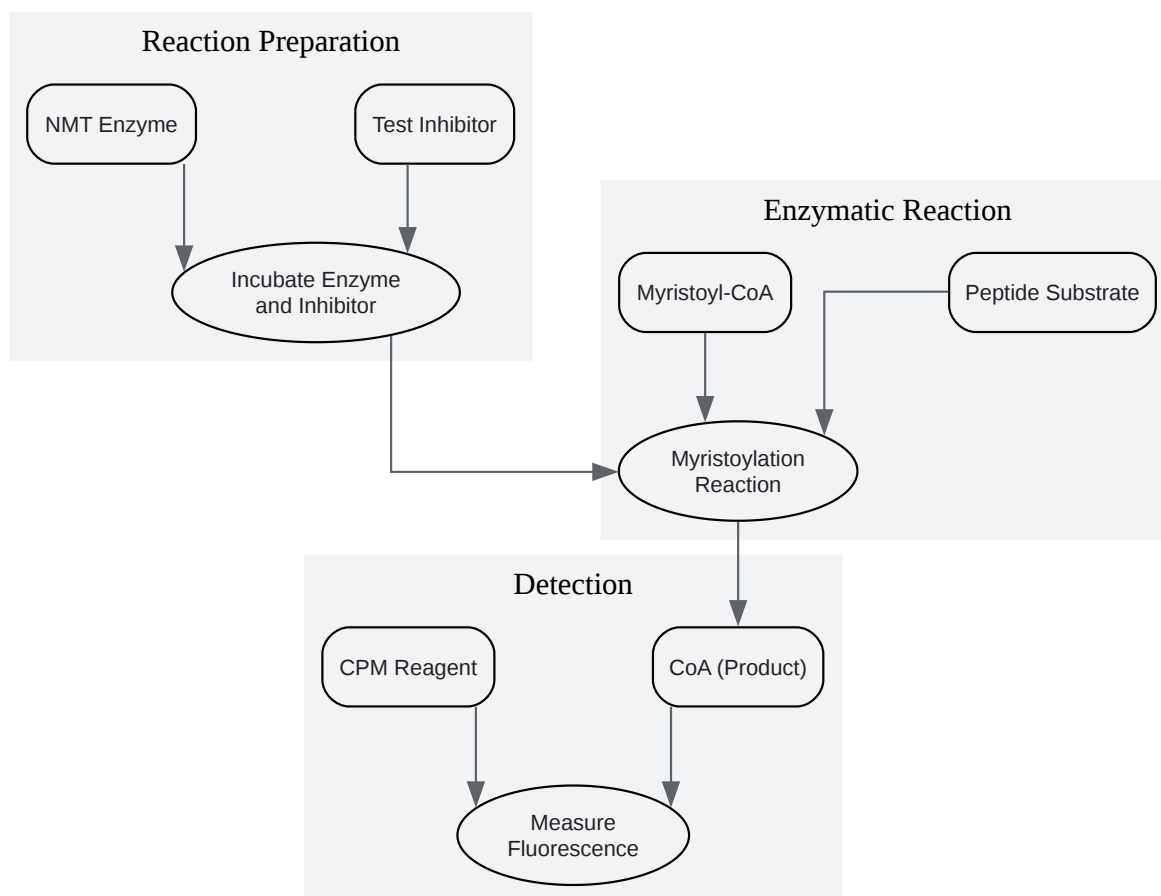 Reaction Preparation
NMT Enzyme
Test Inhibitor
Incubate Enzyme
and Inhibitor
Enzymatic Reaction
Myristoyl-CoA
Peptide Substrate
Myristoylation
Reaction
Detection
CPM Reagent
CoA (Product)
Measure
Fluorescence